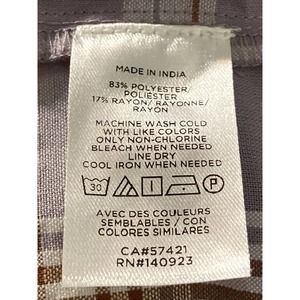 MADE IN INDIA
83% POLYESTER
POLIESTER
17% RAYON/ RAYONNE/
RAYON
MACHINE WASH COLD
WITH LIKE COLORS
ONLY NON-CHLORINE
BLEACH WHEN NEEDED
LINE DRY
COOL IRON WHEN NEEDED
30
P
AVEC DES COULEURS
SEMBLABLES / CON
COLORES SIMILARES
CA#57421
RN#140923